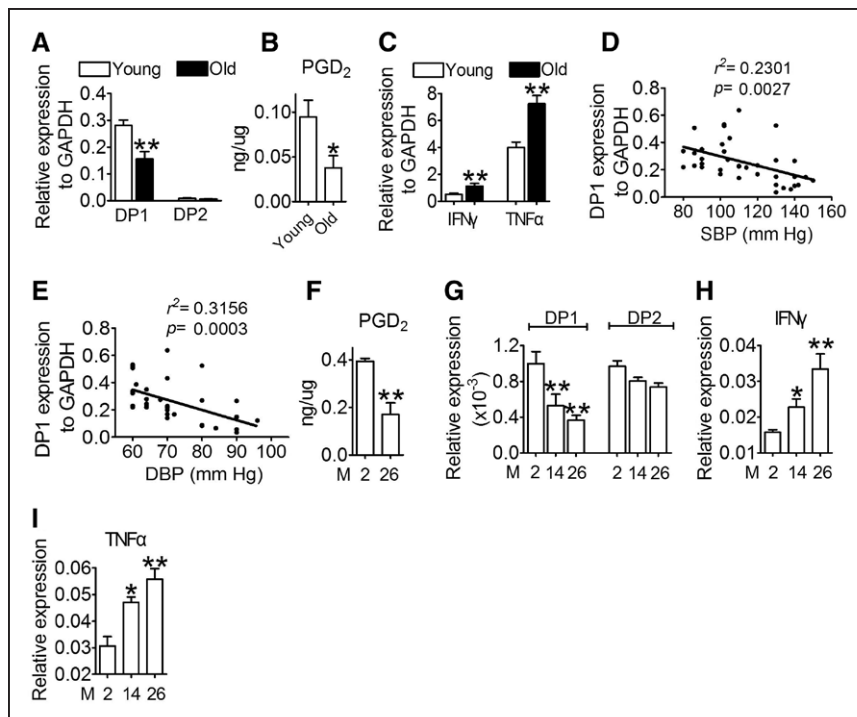 A
Young
Old
Relative expression
to GAPDH
0.3
0.2
0.1
0.0
**
DP1
DP2
B
PGD₂
ng/ug
0.10
0.05
0.00
*
Young
Old
C
Young
Old
Relative expression
to GAPDH
8
6
4
2
0
**
**
IFNγ
TNFα
D
r²= 0.2301
p= 0.0027
DP1 expression
to GAPDH
0.8
0.6
0.4
0.2
0.0
80 100 120 140 160
SBP (mm Hg)
E
r²= 0.3156
p= 0.0003
DP1 expression
to GAPDH
0.8
0.6
0.4
0.2
0.0
60 70 80 90 100
DBP (mm Hg)
F
PGD₂
ng/ug
0.4
0.2
0.0
**
M 2 26
G
DP1
DP2
Relative expression
(x10⁻³)
1.2
0.8
0.4
0.0
**
**
2 14 26
2 14 26
M
H
IFNγ
Relative expression
0.04
0.03
0.02
0.01
*
**
M 2 14 26
I
TNFα
Relative expression
0.06
0.05
0.04
0.03
0.02
*
**
M 2 14 26